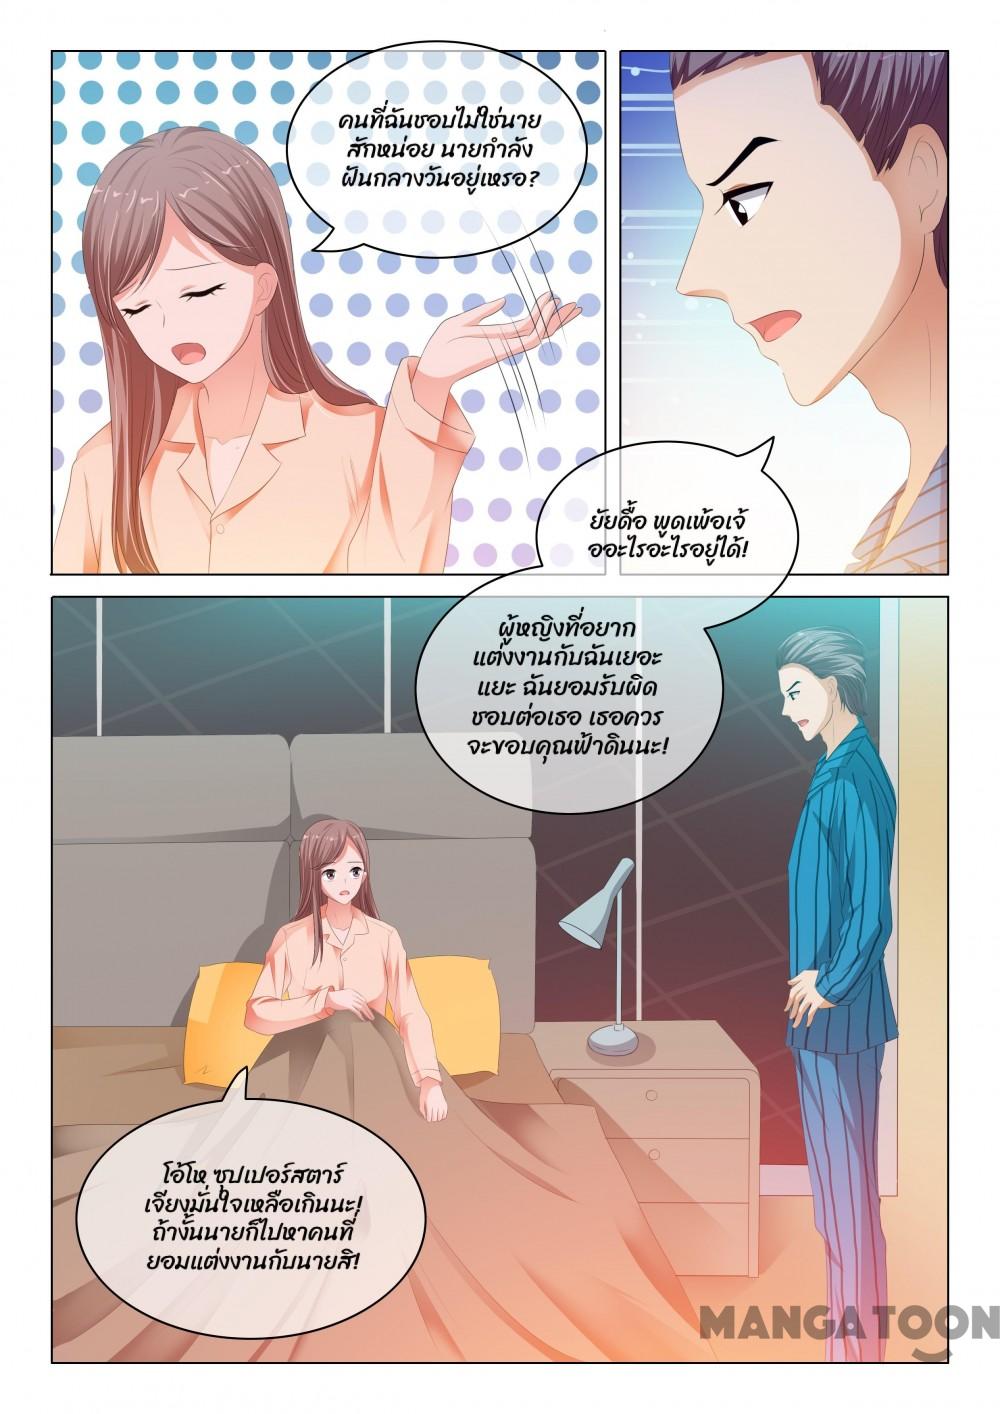 คนที่ฉันชอบไม่ใช่นาย
สักหน่อย นายกำลัง
ฝันกลางวันอยู่เหรอ?
ยัยดื้อ พูดเพ้อเจ้
ออะไรอะไรอยู่ได้!
ผู้หญิงที่อยาก
แต่งงานกับฉันเยอะ
แยะ ฉันยอมรับผิด
ชอบต่อเธอ เธอควร
จะขอบคุณฟ้าดินนะ!
โอ้โห ซุปเปอร์สตาร์
เจียงมั่นใจเหลือเกินนะ!
ถ้างั้นนายก็ไปหาคนที่
ยอมแต่งงานกับนายสิ!
MANGATOON